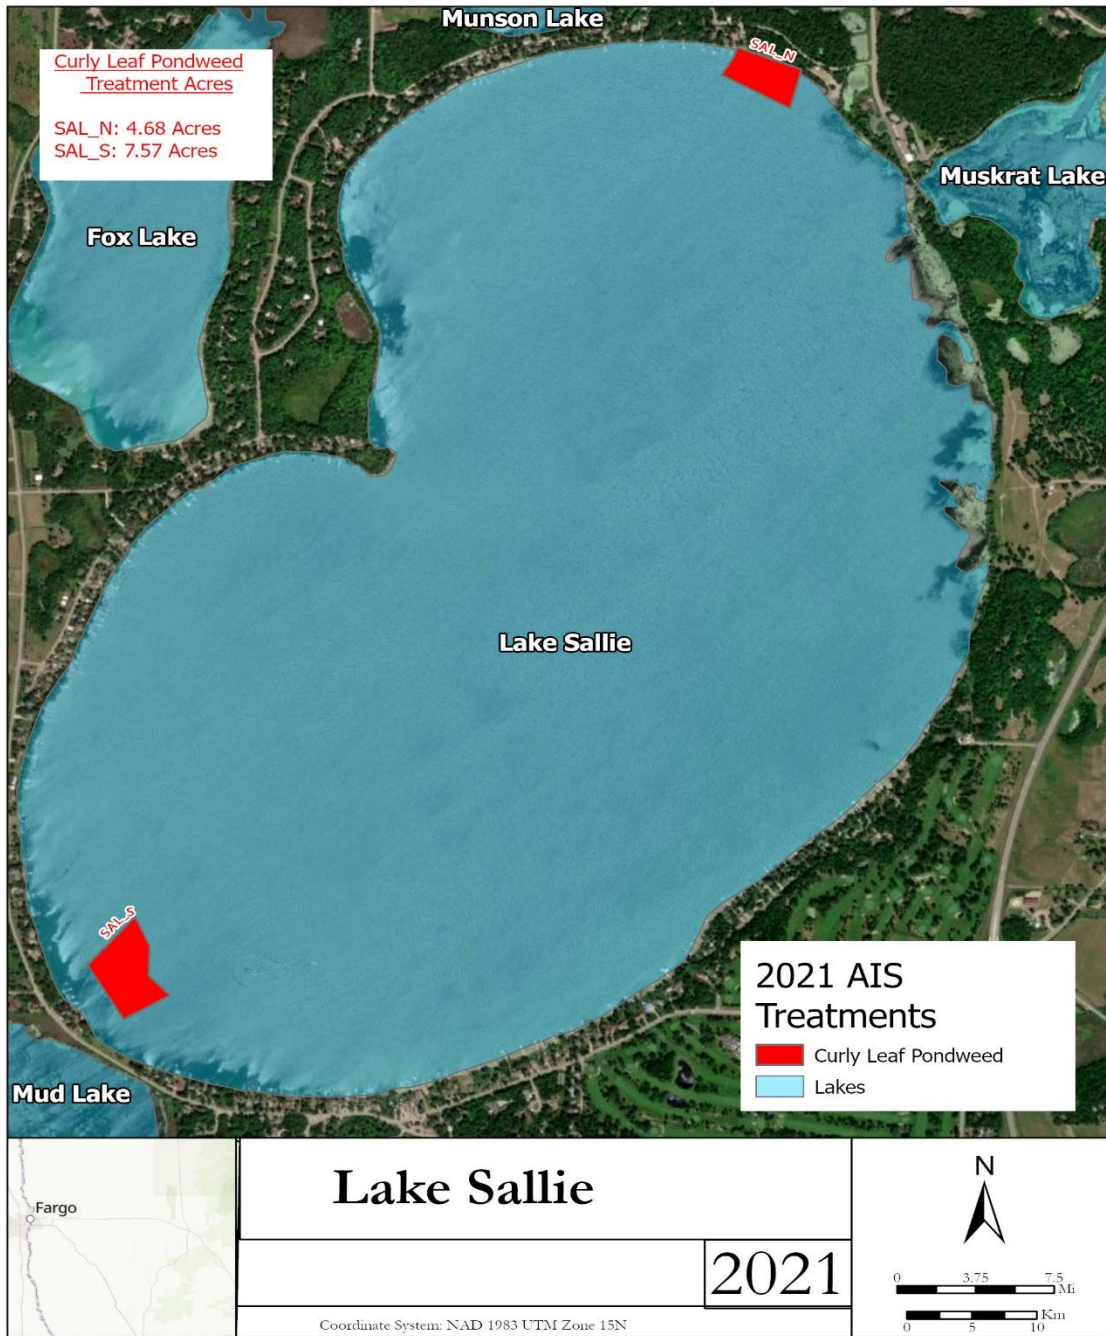 Munson Lake
Curly Leaf Pondweed
Treatment Acres
SAL_N: 4.68 Acres
SAL_S: 7.57 Acres
SAL_N
Muskrat Lake
Fox Lake
Lake Sallie
SAL_S
Mud Lake
2021 AIS
Treatments
Curly Leaf Pondweed
Lakes
Fargo
Lake Sallie
2021
Coordinate System: NAD 1983 UTM Zone 15N
N
0 3.75 7.5
Mi
Km
0 5 10